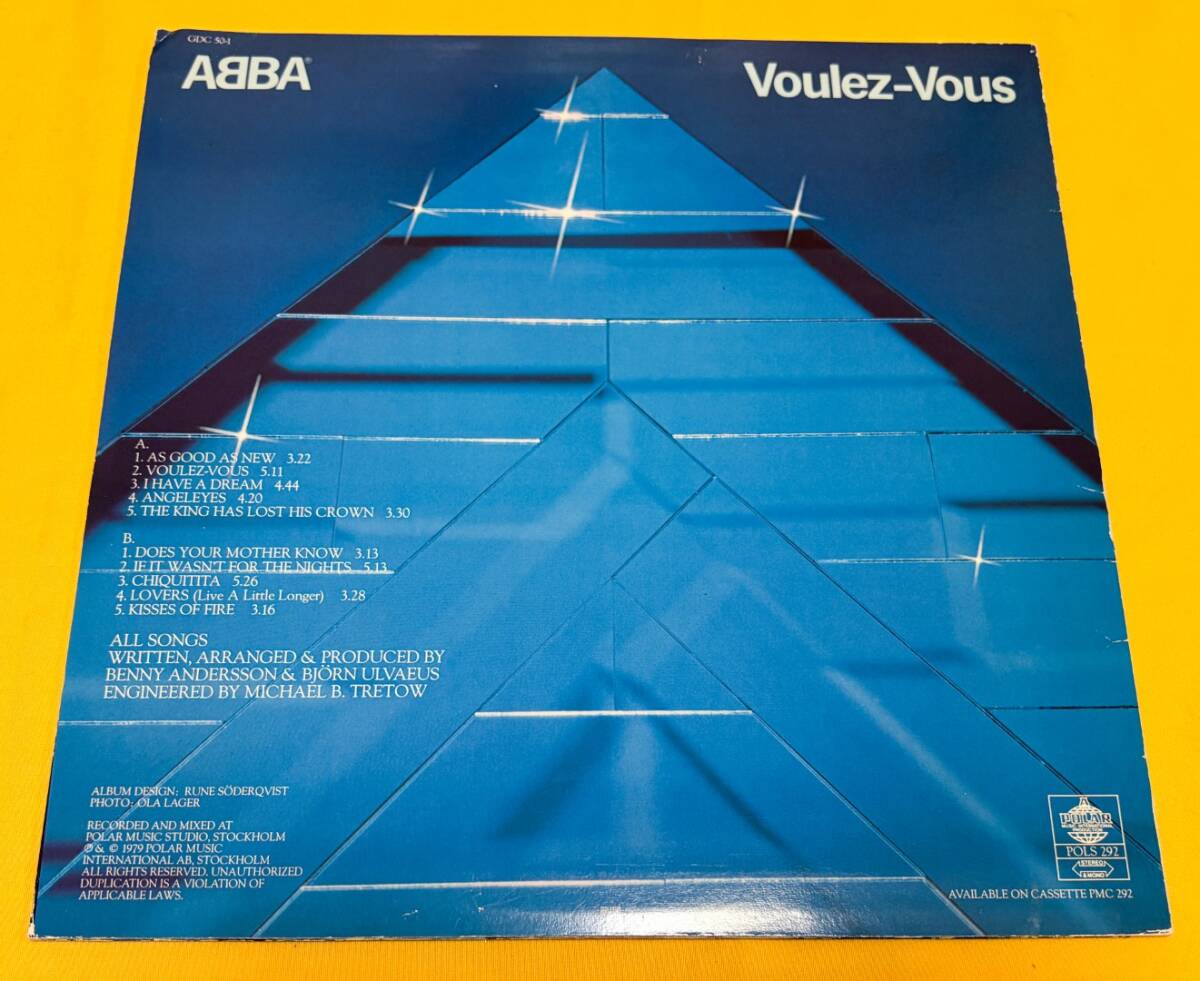 GDC 50-1
ABBA®
Voulez-Vous
A.
1. AS GOOD AS NEW 3.22
2. VOULEZ-VOUS 5.11
3. I HAVE A DREAM 4.44
4. ANGELEYES 4.20
5. THE KING HAS LOST HIS CROWN 3.30
B.
1. DOES YOUR MOTHER KNOW 3.13
2. IF IT WASN'T FOR THE NIGHTS 5.13
3. CHIQUITITA 5.26
4. LOVERS (Live A Little Longer) 3.28
5. KISSES OF FIRE 3.16
ALL SONGS
WRITTEN, ARRANGED & PRODUCED BY
BENNY ANDERSSON & BJÖRN ULVAEUS
ENGINEERED BY MICHAEL B. TRETOW
ALBUM DESIGN: RUNE SÖDERQVIST
PHOTO: OLA LAGER
RECORDED AND MIXED AT
POLAR MUSIC STUDIO, STOCKHOLM
℗ & © 1979 POLAR MUSIC
INTERNATIONAL AB, STOCKHOLM
ALL RIGHTS RESERVED. UNAUTHORIZED
DUPLICATION IS A VIOLATION OF
APPLICABLE LAWS.
POLAR
INTERNATIONAL
PRODUCTION
POLS 292
STEREO
& MONO
AVAILABLE ON CASSETTE PMC 292